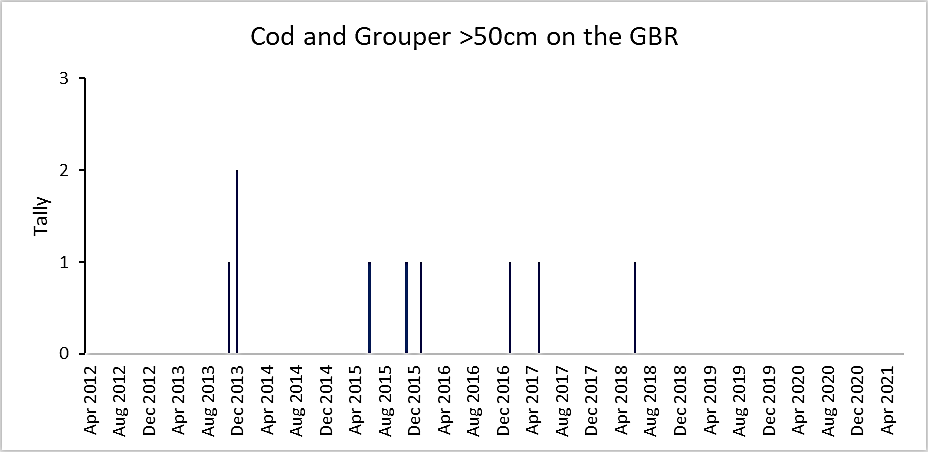 Cod and Grouper >50cm on the GBR
Tally
3
2
1
0
Apr 2012
Aug 2012
Dec 2012
Apr 2013
Aug 2013
Dec 2013
Apr 2014
Aug 2014
Dec 2014
Apr 2015
Aug 2015
Dec 2015
Apr 2016
Aug 2016
Dec 2016
Apr 2017
Aug 2017
Dec 2017
Apr 2018
Aug 2018
Dec 2018
Apr 2019
Aug 2019
Dec 2019
Apr 2020
Aug 2020
Dec 2020
Apr 2021